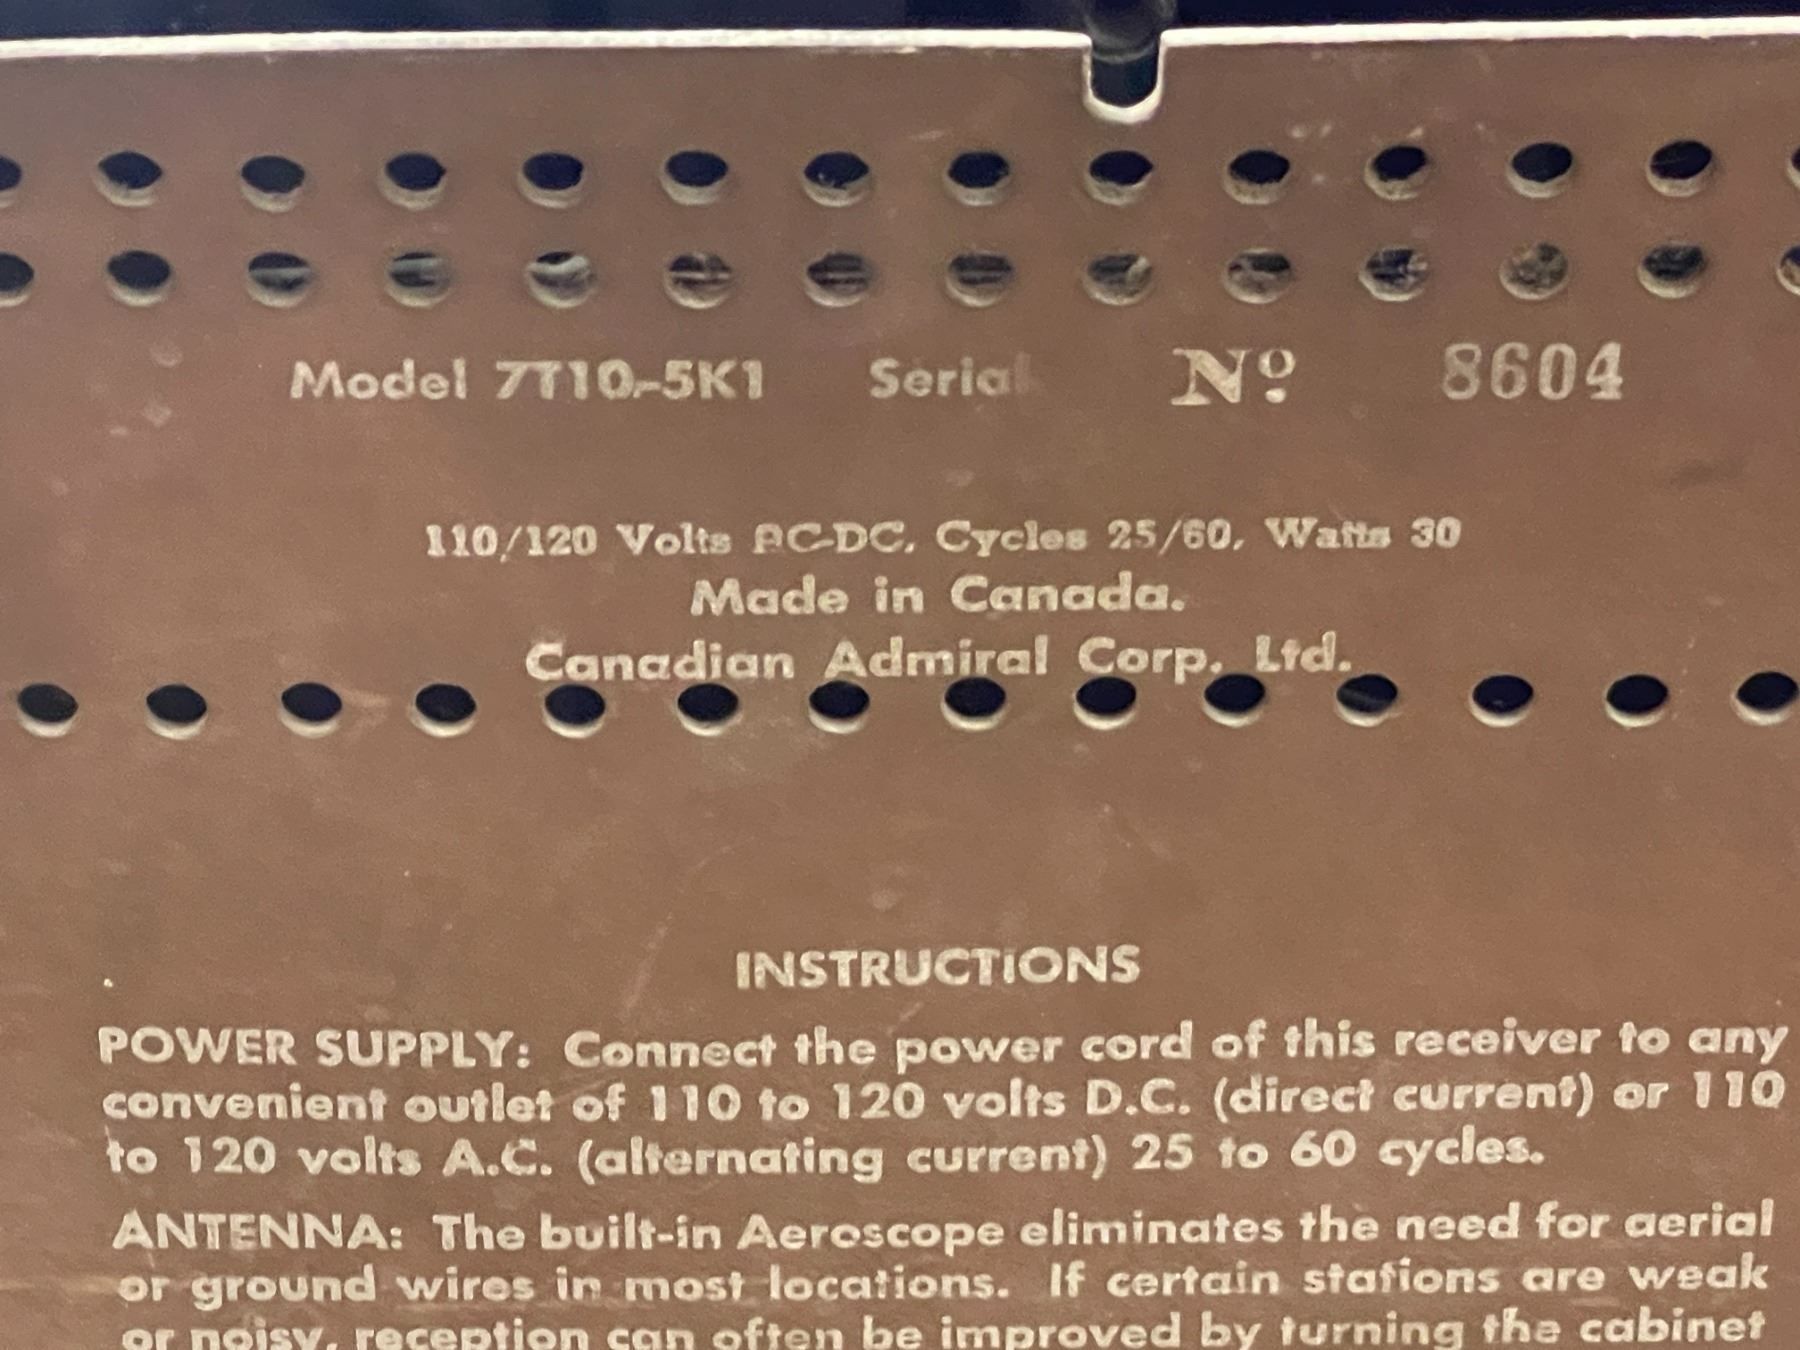 Model 7T10-5K1 Serial Nº 8604
110/120 Volts AC-DC, Cycles 25/60, Watts 30
Made in Canada.
Canadian Admiral Corp. Ltd.
INSTRUCTIONS
POWER SUPPLY: Connect the power cord of this receiver to any
convenient outlet of 110 to 120 volts D.C. (direct current) or 110
to 120 volts A.C. (alternating current) 25 to 60 cycles.
ANTENNA: The built-in Aeroscope eliminates the need for aerial
or ground wires in most locations. If certain stations are weak
or noisy, reception can often be improved by turning the cabinet